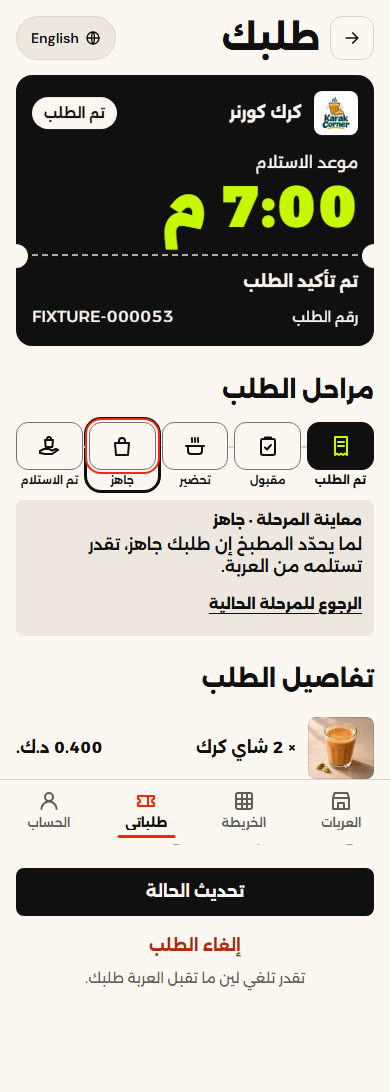 طلبك
English
Karak Corner
كرك كورنر
تم الطلب
موعد الاستلام
7:00 م
تم تأكيد الطلب
رقم الطلب
FIXTURE-000053
مراحل الطلب
تم الطلب
مقبول
تحضير
جاهز
تم الاستلام
معاينة المرحلة · جاهز
لما يحدّد المطبخ إن طلبك جاهز، تقدر
تستلمه من العربة.
الرجوع للمرحلة الحالية
تفاصيل الطلب
× 2 شاي كرك
0.400 د.ك.
العربات
الخريطة
طلباتي
الحساب
تحديث الحالة
إلغاء الطلب
تقدر تلغي لين ما تقبل العربة طلبك.